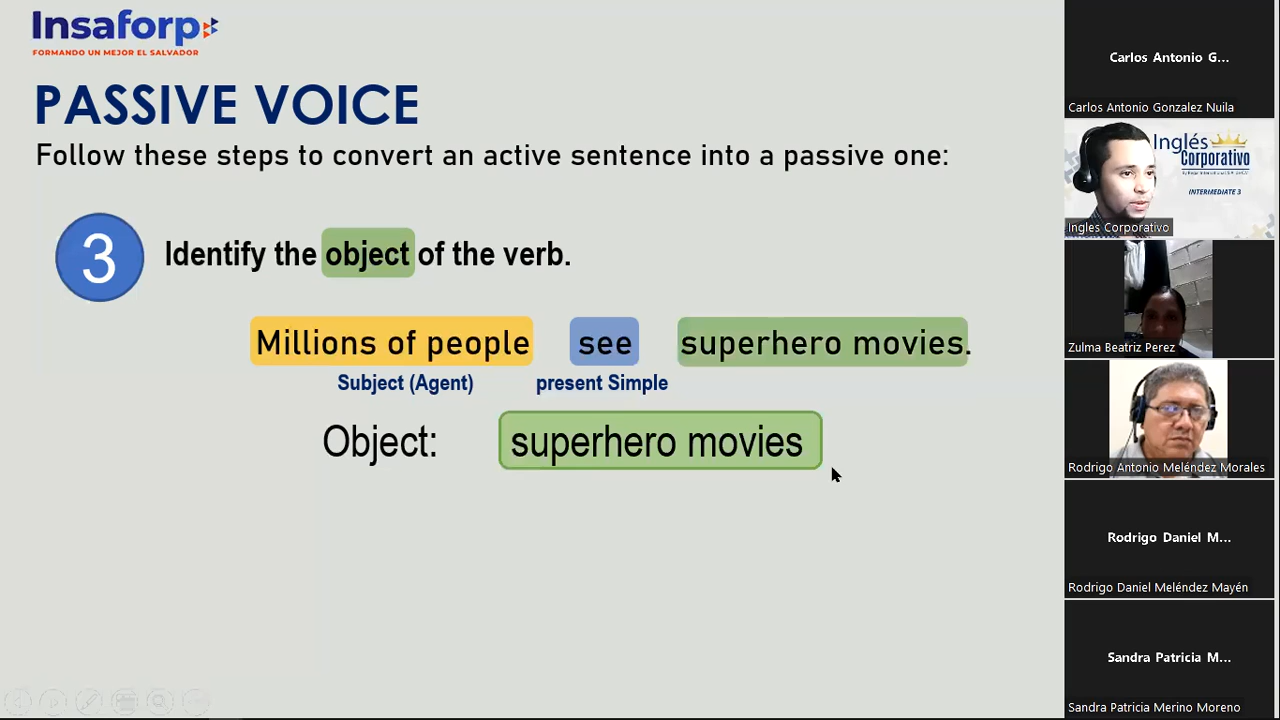 Insaforp
FORMANDO UN MEJOR EL SALVADOR
PASSIVE VOICE
Follow these steps to convert an active sentence into a passive one:
3 Identify the object of the verb.
Millions of people see superhero movies.
Subject (Agent) present Simple
Object: superhero movies
Carlos Antonio G...
Carlos Antonio Gonzalez Nuila
Inglés
Corporativo
INTERMEDIATE 3
Ingles Corporativo
Zulma Beatriz Perez
Rodrigo Antonio Meléndez Morales
Rodrigo Daniel M...
Rodrigo Daniel Meléndez Mayén
Sandra Patricia M...
Sandra Patricia Merino Moreno